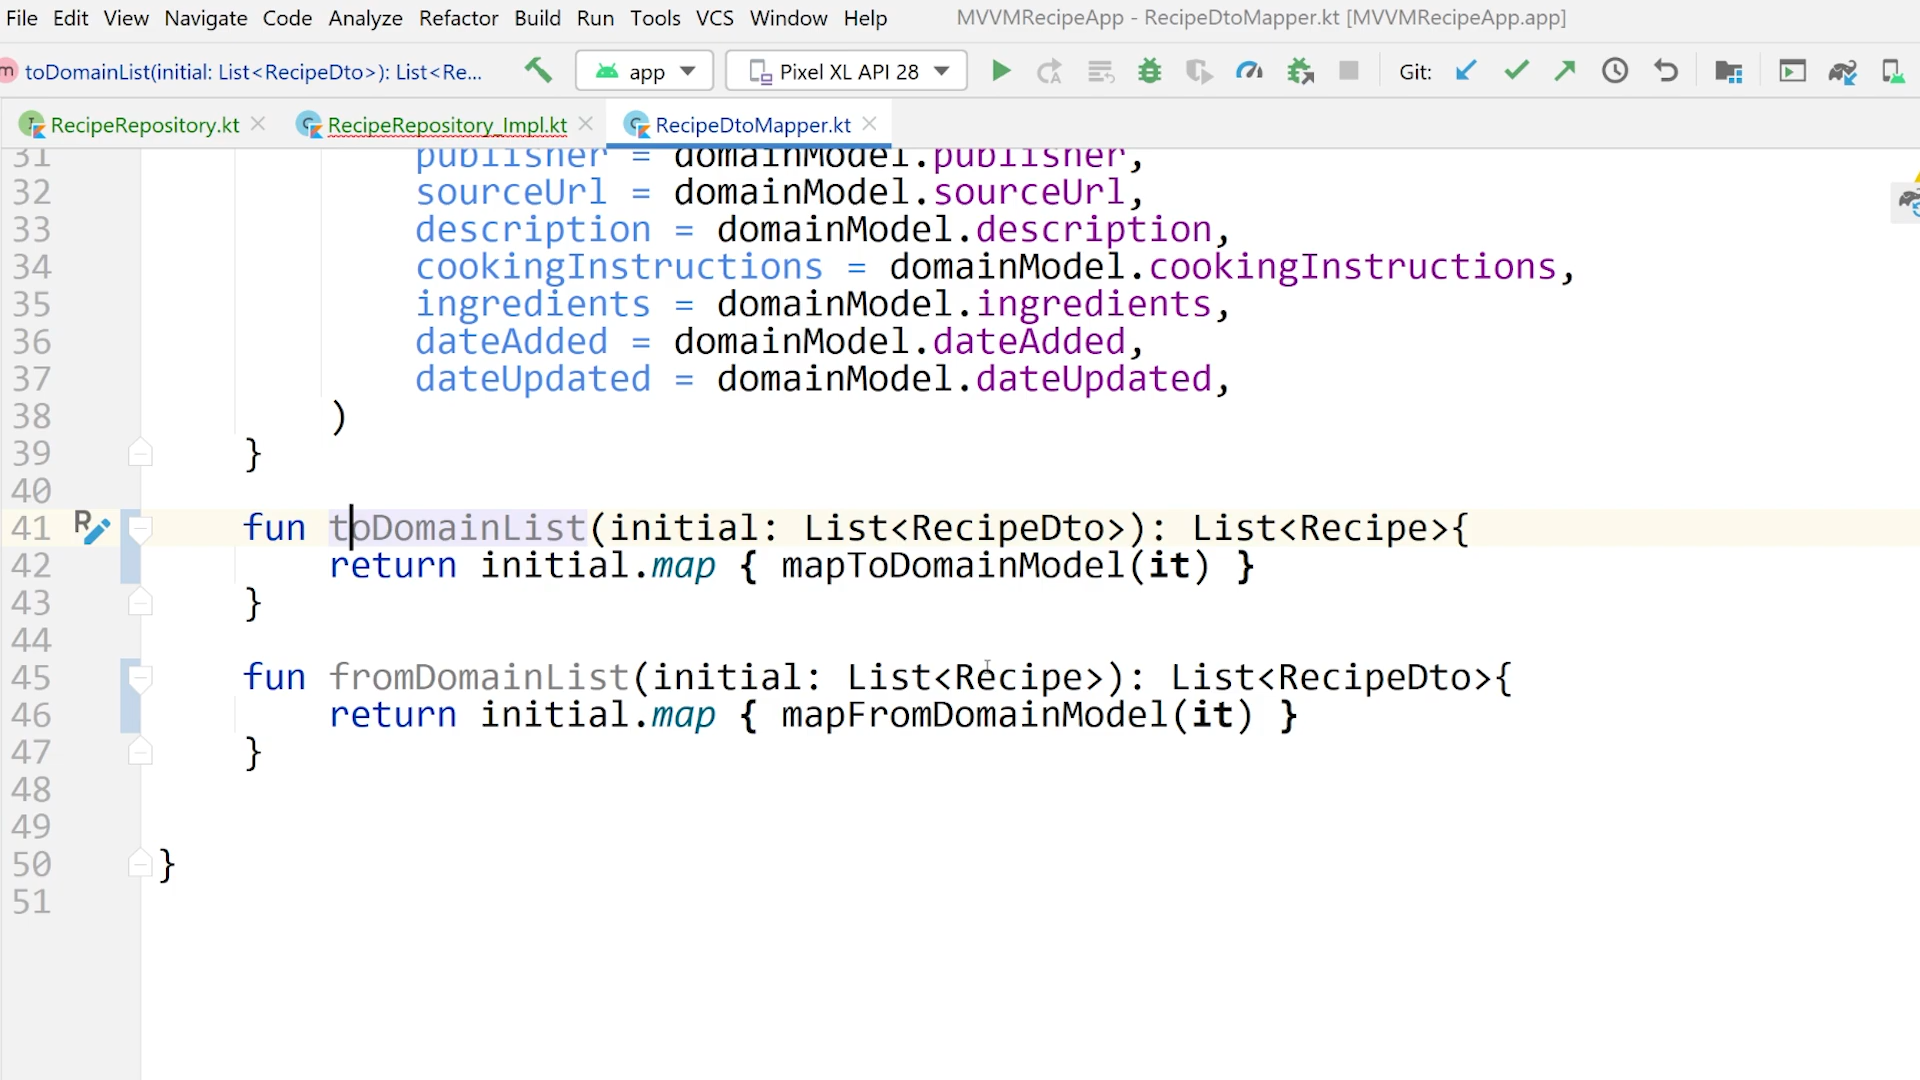 File Edit View Navigate Code Analyze Refactor Build Run Tools VCS Window Help MVVMRecipeApp - RecipeDtoMapper.kt [MVVMRecipeApp.app]
m toDomainList(initial: List<RecipeDto>): List<Re... app Pixel XL API 28 Git:
RecipeRepository.kt RecipeRepository_Impl.kt RecipeDtoMapper.kt
31 publisher = domainModel.publisher,
32 sourceUrl = domainModel.sourceUrl,
33 description = domainModel.description,
34 cookingInstructions = domainModel.cookingInstructions,
35 ingredients = domainModel.ingredients,
36 dateAdded = domainModel.dateAdded,
37 dateUpdated = domainModel.dateUpdated,
38 )
39 }
40
41 fun toDomainList(initial: List<RecipeDto>): List<Recipe>{
42 return initial.map { mapToDomainModel(it) }
43 }
44
45 fun fromDomainList(initial: List<Recipe>): List<RecipeDto>{
46 return initial.map { mapFromDomainModel(it) }
47 }
48
49
50 }
51